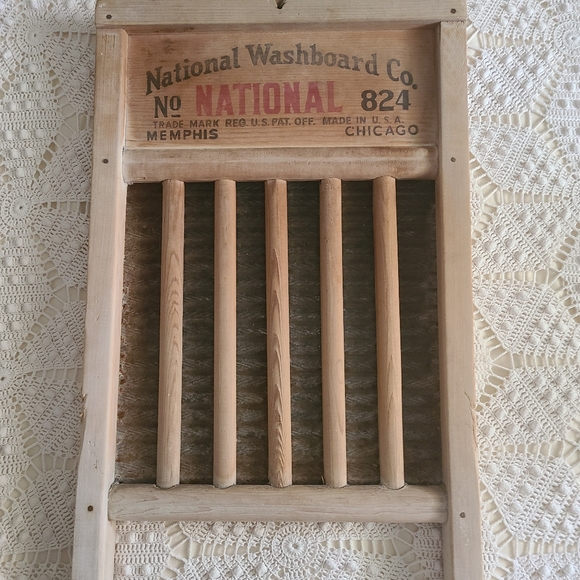 National Washboard Co.
No NATIONAL 824
TRADE MARK REG. U.S. PAT. OFF. MADE IN U.S.A.
MEMPHIS CHICAGO